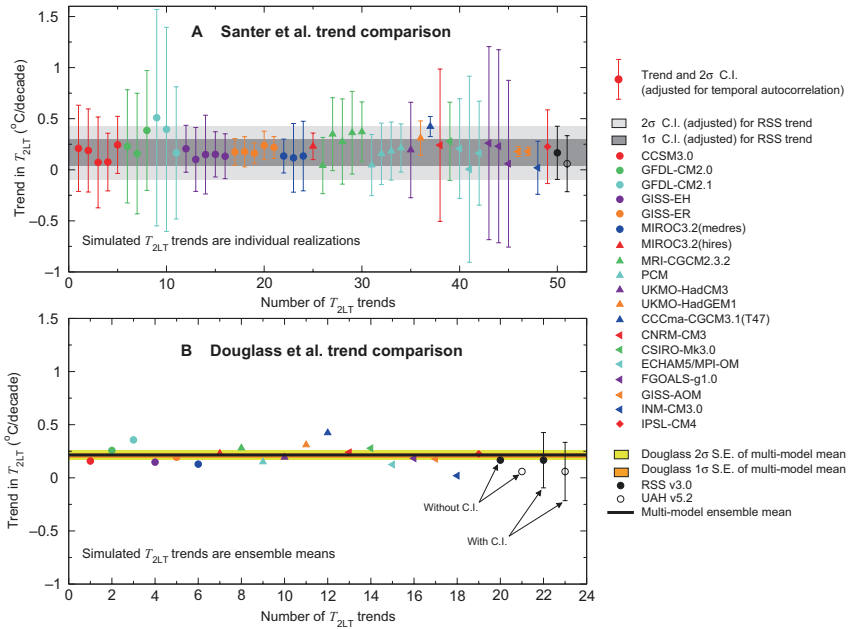 A Santer et al. trend comparison
1.5
1
0.5
0
−0.5
−1
Trend in T2LT (°C/decade)
Simulated T2LT trends are individual realizations
0 10 20 30 40 50
Number of T2LT trends
B Douglass et al. trend comparison
1.5
1
0.5
0
−0.5
−1
Trend in T2LT (°C/decade)
Without C.I.
With C.I.
Simulated T2LT trends are ensemble means
0 2 4 6 8 10 12 14 16 18 20 22 24
Number of T2LT trends
Trend and 2σ C.I.
(adjusted for temporal autocorrelation)
2σ C.I. (adjusted) for RSS trend
1σ C.I. (adjusted) for RSS trend
CCSM3.0
GFDL-CM2.0
GFDL-CM2.1
GISS-EH
GISS-ER
MIROC3.2(medres)
MIROC3.2(hires)
MRI-CGCM2.3.2
PCM
UKMO-HadCM3
UKMO-HadGEM1
CCCma-CGCM3.1(T47)
CNRM-CM3
CSIRO-Mk3.0
ECHAM5/MPI-OM
FGOALS-g1.0
GISS-AOM
INM-CM3.0
IPSL-CM4
Douglass 2σ S.E. of multi-model mean
Douglass 1σ S.E. of multi-model mean
RSS v3.0
UAH v5.2
Multi-model ensemble mean